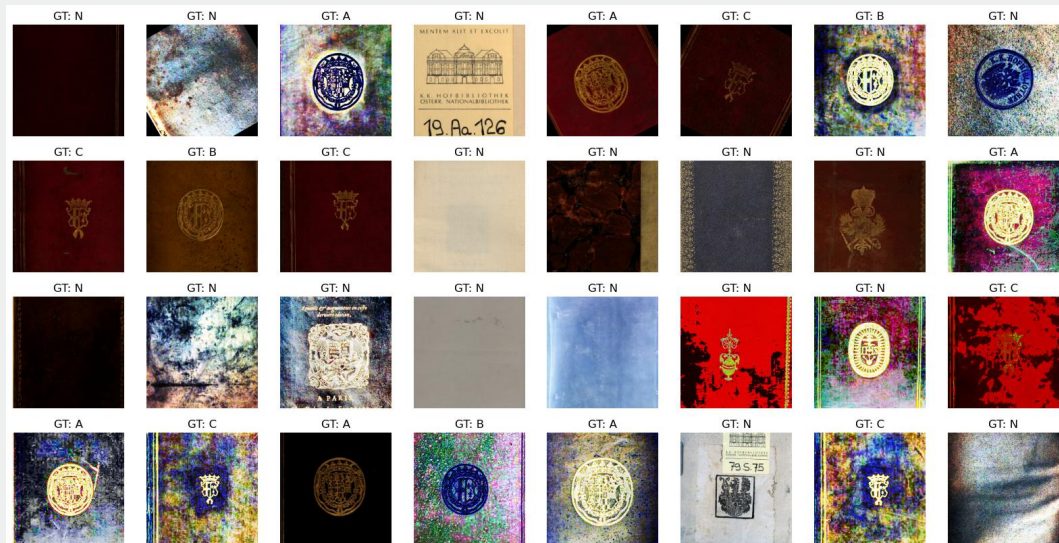 GT: N GT: N GT: A GT: N GT: A GT: C GT: B GT: N
MENTEM ALIT ET EXCOLIT
K.K. HOFBIBLIOTHEK
ÖSTERR. NATIONALBIBLIOTHEK
19.Aa.126
GT: C GT: B GT: C GT: N GT: N GT: N GT: N GT: A
GT: N GT: N GT: N GT: N GT: N GT: N GT: N GT: C
A PARIS
GT: A GT: C GT: A GT: B GT: A GT: N GT: C GT: N
79.S.75